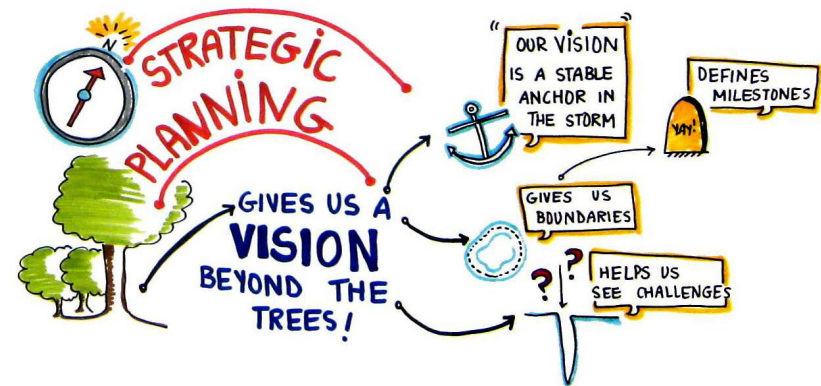 N
STRATEGIC
PLANNING
GIVES US A
VISION
BEYOND THE
TREES!
"OUR VISION
IS A STABLE
ANCHOR IN
THE STORM"
DEFINES
MILESTONES
YAY!
GIVES US
BOUNDARIES
? ?
HELPS US
SEE CHALLENGES